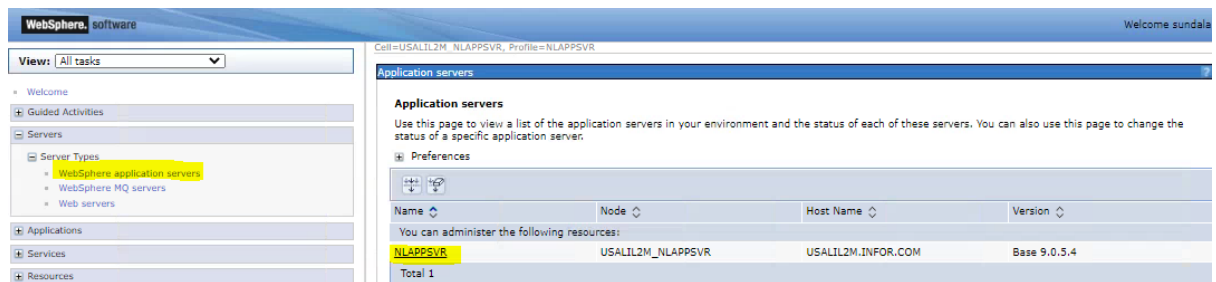 WebSphere. software
Welcome sundala
View: All tasks
Welcome
Guided Activities
Servers
Server Types
WebSphere application servers
WebSphere MQ servers
Web servers
Applications
Services
Resources
Cell=USALIL2M_NLAPPSVR, Profile=NLAPPSVR
Application servers
?
Application servers
Use this page to view a list of the application servers in your environment and the status of each of these servers. You can also use this page to change the
status of a specific application server.
Preferences
Name Node Host Name Version
You can administer the following resources:
NLAPPSVR USALIL2M_NLAPPSVR USALIL2M.INFOR.COM Base 9.0.5.4
Total 1